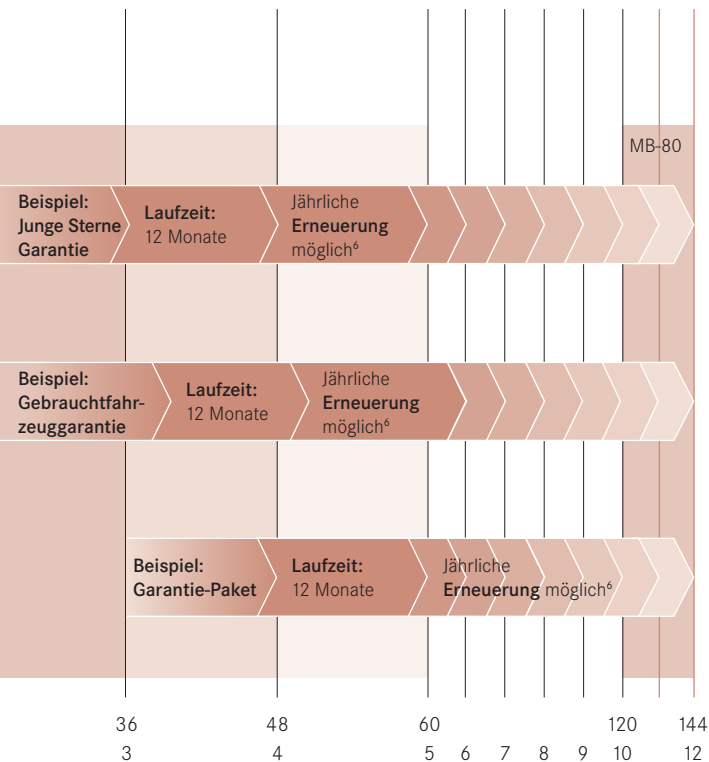 MB-80
Beispiel:
Junge Sterne
Garantie
Laufzeit:
12 Monate
Jährliche
Erneuerung
möglich⁶
Beispiel:
Gebrauchtfahr-
zeuggarantie
Laufzeit:
12 Monate
Jährliche
Erneuerung
möglich⁶
Beispiel:
Garantie-Paket
Laufzeit:
12 Monate
Jährliche
Erneuerung möglich⁶
36 48 60 120 144
3 4 5 6 7 8 9 10 12